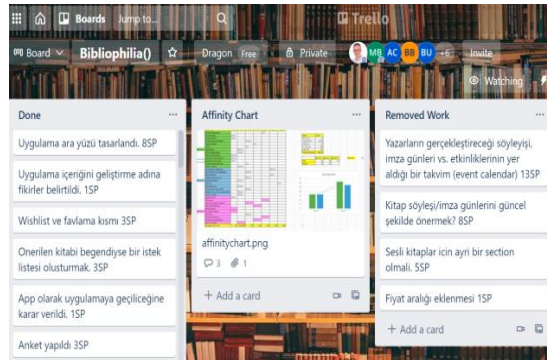 Boards
Jump to...
Trello
Board
Bibliophilia()
Dragon
Free
Private
MB
AC
BB
BU
+6
Invite
Watching
Done
Uygulama ara yüzü tasarlandı. 8SP
Uygulama içeriğini geliştirme adına
fikirler belirtildi. 1SP
Wishlist ve favlama kısmı 3SP
Onerilen kitabi begendiyse bir istek
listesi olusturmak. 3SP
App olarak uygulamaya geçiliceğine
karar verildi. 1SP
Anket yapıldı 3SP
Affinity Chart
affinitychart.png
3
1
+ Add a card
Removed Work
Yazarların gerçekleştireceği söyleyişi,
imza günleri vs. etkinliklerinin yer
aldığı bir takvim (event calendar) 13SP
Kitap söyleşi/imza günlerini güncel
şekilde önermek? 8SP
Sesli kitaplar icin ayri bir section
olmali. 5SP
Fiyat aralığı eklenmesi 1SP
+ Add a card